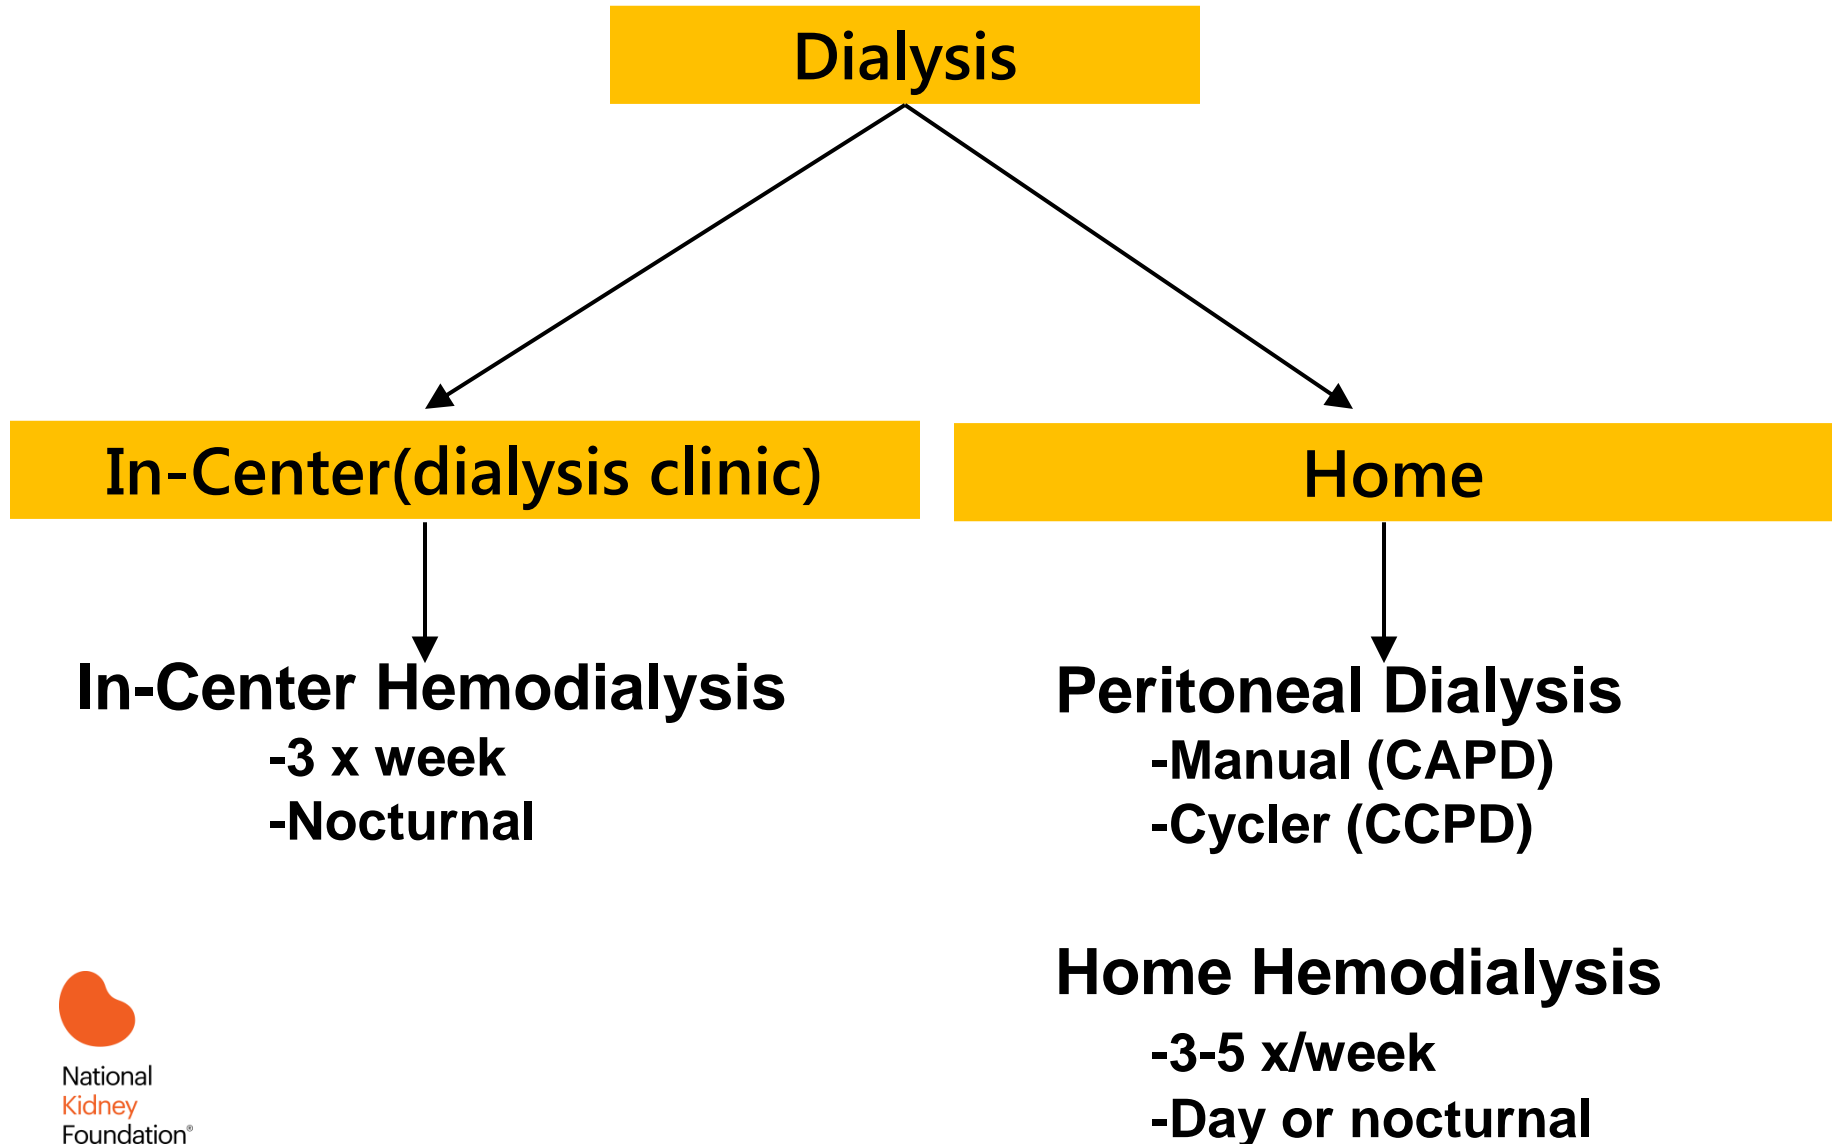 Dialysis
In-Center(dialysis clinic)
Home
In-Center Hemodialysis
-3 x week
-Nocturnal
Peritoneal Dialysis
-Manual (CAPD)
-Cycler (CCPD)
Home Hemodialysis
-3-5 x/week
-Day or nocturnal
National
Kidney
Foundation®